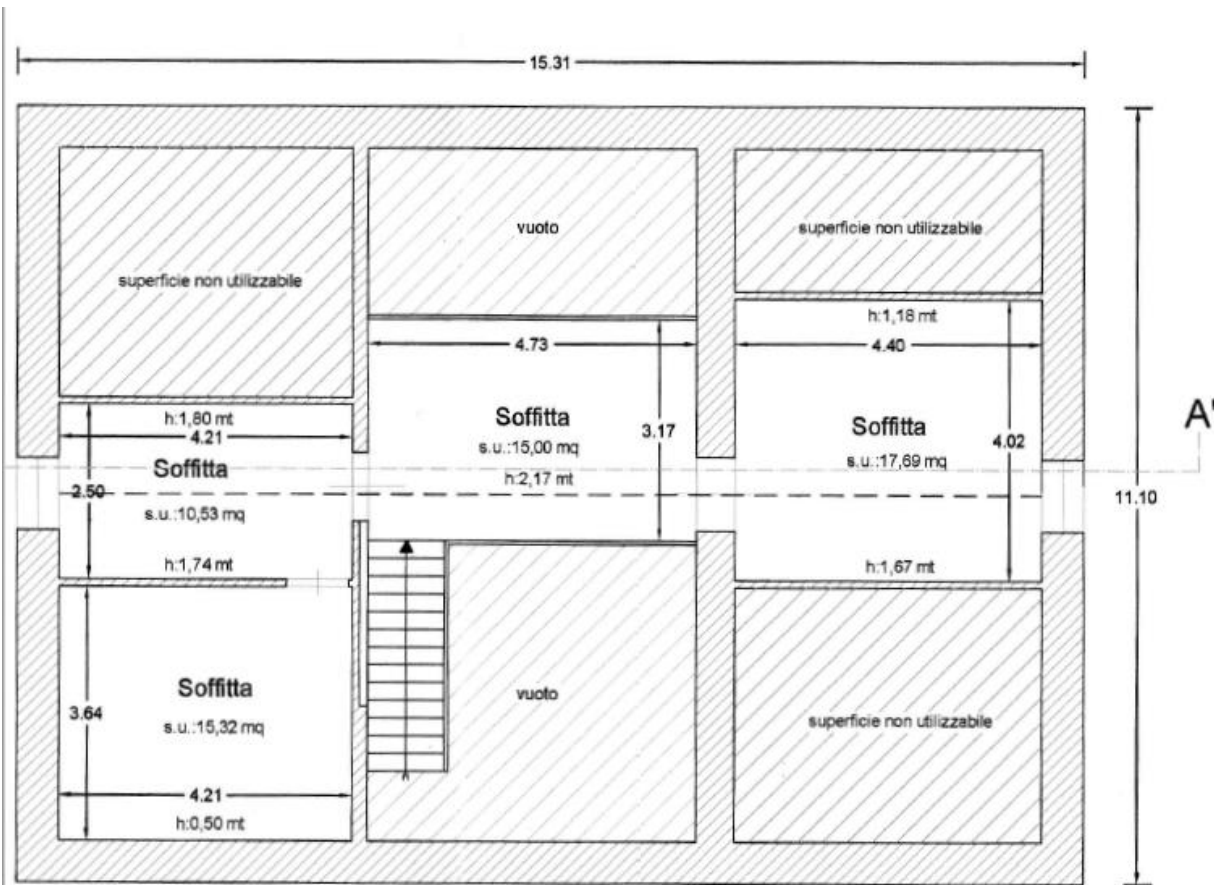 15.31
vuoto
superficie non utilizzabile
superficie non utilizzabile
h:1,18 mt
4.73
4.40
h:1,80 mt
4.21
Soffitta
s.u.:15,00 mq
h:2,17 mt
3.17
Soffitta
s.u.:17,69 mq
4.02
A'
Soffitta
2.50
s.u.:10,53 mq
11.10
h:1,74 mt
h:1,67 mt
Soffitta
s.u.:15,32 mq
3.64
vuoto
superficie non utilizzabile
4.21
h:0,50 mt